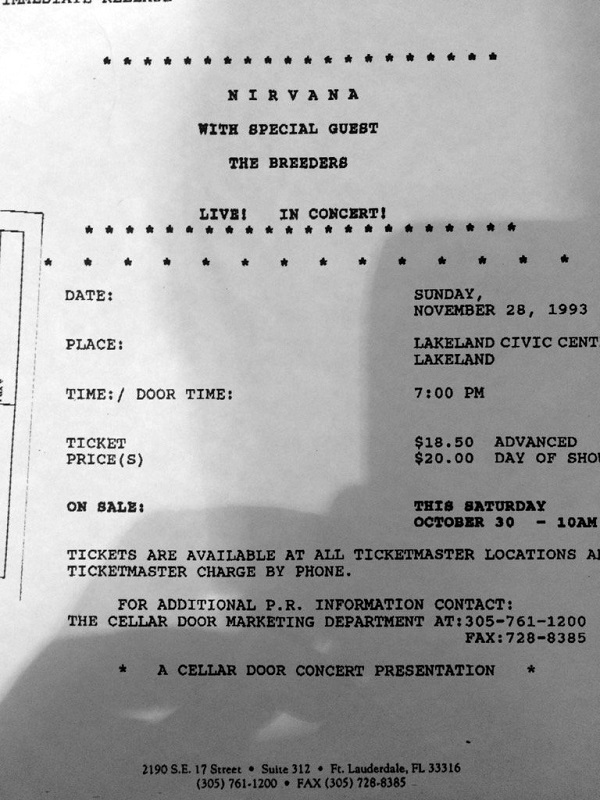 IMMEDIATE RELEASE
* * * * * * * * * * * * * * * * * * * *
N I R V A N A
WITH SPECIAL GUEST
THE BREEDERS
LIVE! IN CONCERT!
* * * * * * * * * * * * * * * * * * * * * *
* * * * * * * * * * * * * *
DATE: SUNDAY,
NOVEMBER 28, 1993
PLACE: LAKELAND CIVIC CENT
LAKELAND
TIME:/ DOOR TIME: 7:00 PM
TICKET $18.50 ADVANCED
PRICE(S) $20.00 DAY OF SHO
ON SALE: THIS SATURDAY
OCTOBER 30 - 10AM
TICKETS ARE AVAILABLE AT ALL TICKETMASTER LOCATIONS A
TICKETMASTER CHARGE BY PHONE.
FOR ADDITIONAL P.R. INFORMATION CONTACT:
THE CELLAR DOOR MARKETING DEPARTMENT AT:305-761-1200
FAX:728-8385
* A CELLAR DOOR CONCERT PRESENTATION *
2190 S.E. 17 Street • Suite 312 • Ft. Lauderdale, FL 33316
(305) 761-1200 • FAX (305) 728-8385